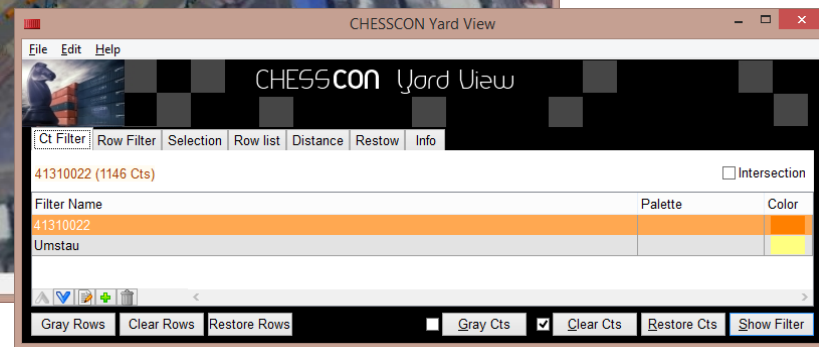 CHESSCON Yard View
File Edit Help
CHESSCON Yard View
Ct Filter Row Filter Selection Row list Distance Restow Info
41310022 (1146 Cts) Intersection
Filter Name Palette Color
41310022
Umstau
Gray Rows Clear Rows Restore Rows Gray Cts Clear Cts Restore Cts Show Filter